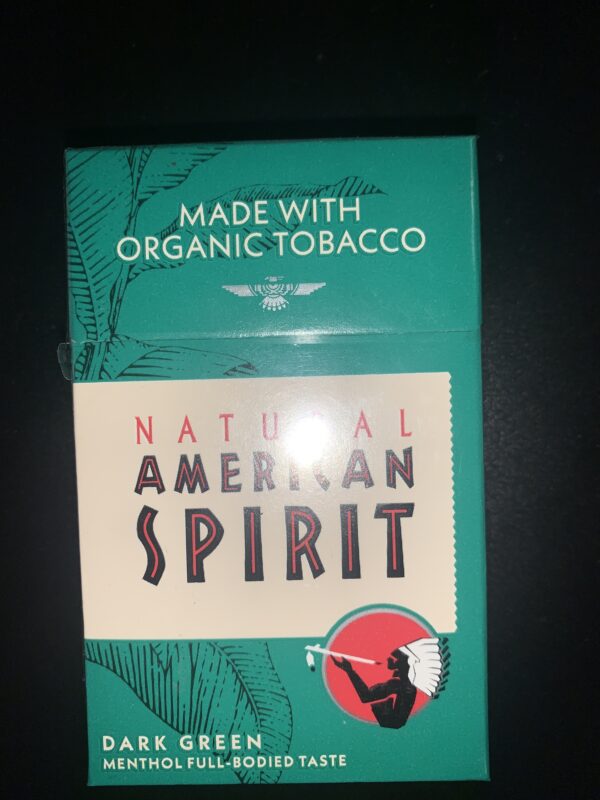 MADE WITH
ORGANIC TOBACCO
NATURAL
AMERICAN
SPIRIT
DARK GREEN
MENTHOL FULL-BODIED TASTE